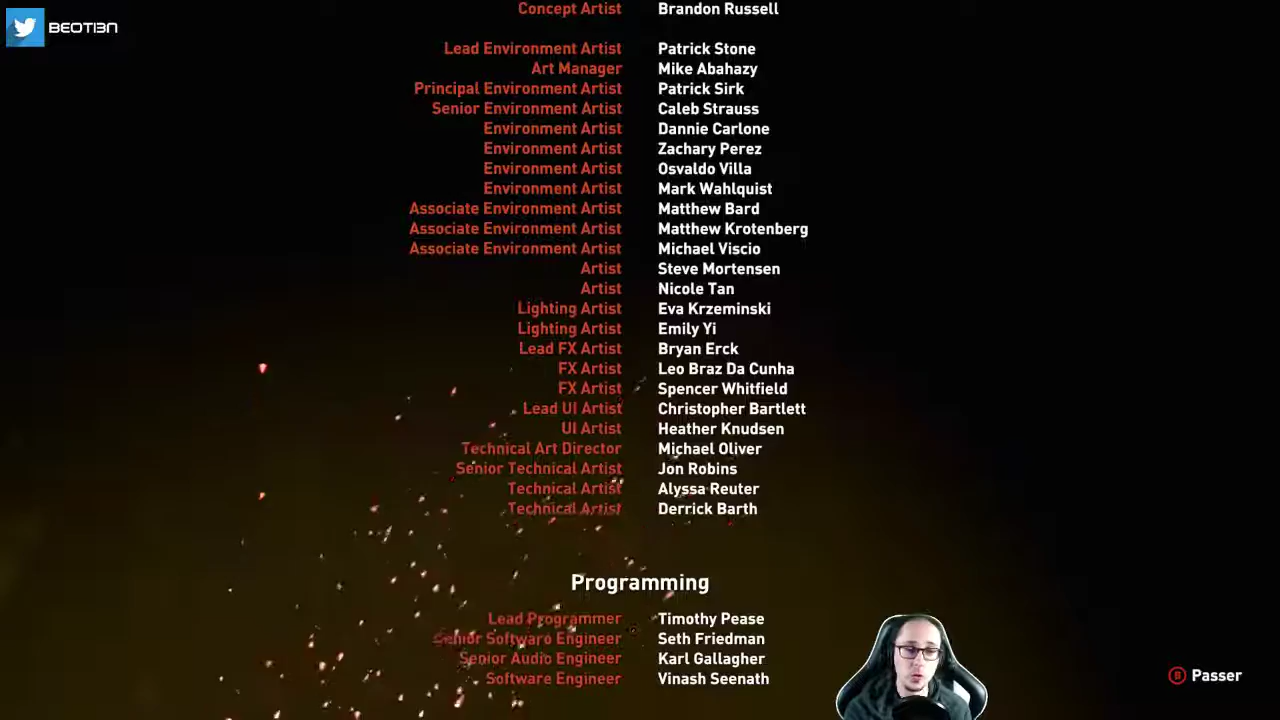 BEOTI3N
Concept Artist Brandon Russell
Lead Environment Artist Patrick Stone
Art Manager Mike Abahazy
Principal Environment Artist Patrick Sirk
Senior Environment Artist Caleb Strauss
Environment Artist Dannie Carlone
Environment Artist Zachary Perez
Environment Artist Osvaldo Villa
Environment Artist Mark Wahlquist
Associate Environment Artist Matthew Bard
Associate Environment Artist Matthew Krotenberg
Associate Environment Artist Michael Viscio
Artist Steve Mortensen
Artist Nicole Tan
Lighting Artist Eva Krzeminski
Lighting Artist Emily Yi
Lead FX Artist Bryan Erck
FX Artist Leo Braz Da Cunha
FX Artist Spencer Whitfield
Lead UI Artist Christopher Bartlett
UI Artist Heather Knudsen
Technical Art Director Michael Oliver
Senior Technical Artist Jon Robins
Technical Artist Alyssa Reuter
Technical Artist Derrick Barth
Programming
Lead Programmer Timothy Pease
Senior Software Engineer Seth Friedman
Senior Audio Engineer Karl Gallagher
Software Engineer Vinash Seenath
B Passer